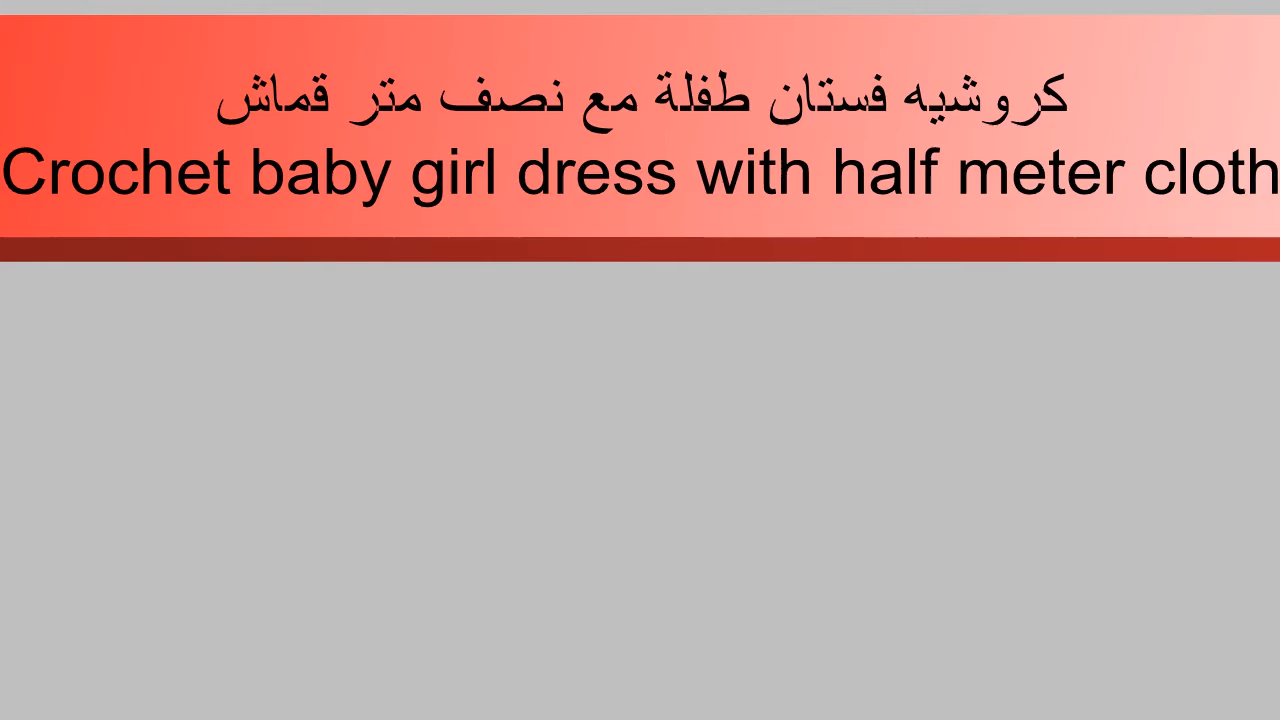 كروشيه فستان طفلة مع نصف متر قماش
Crochet baby girl dress with half meter cloth